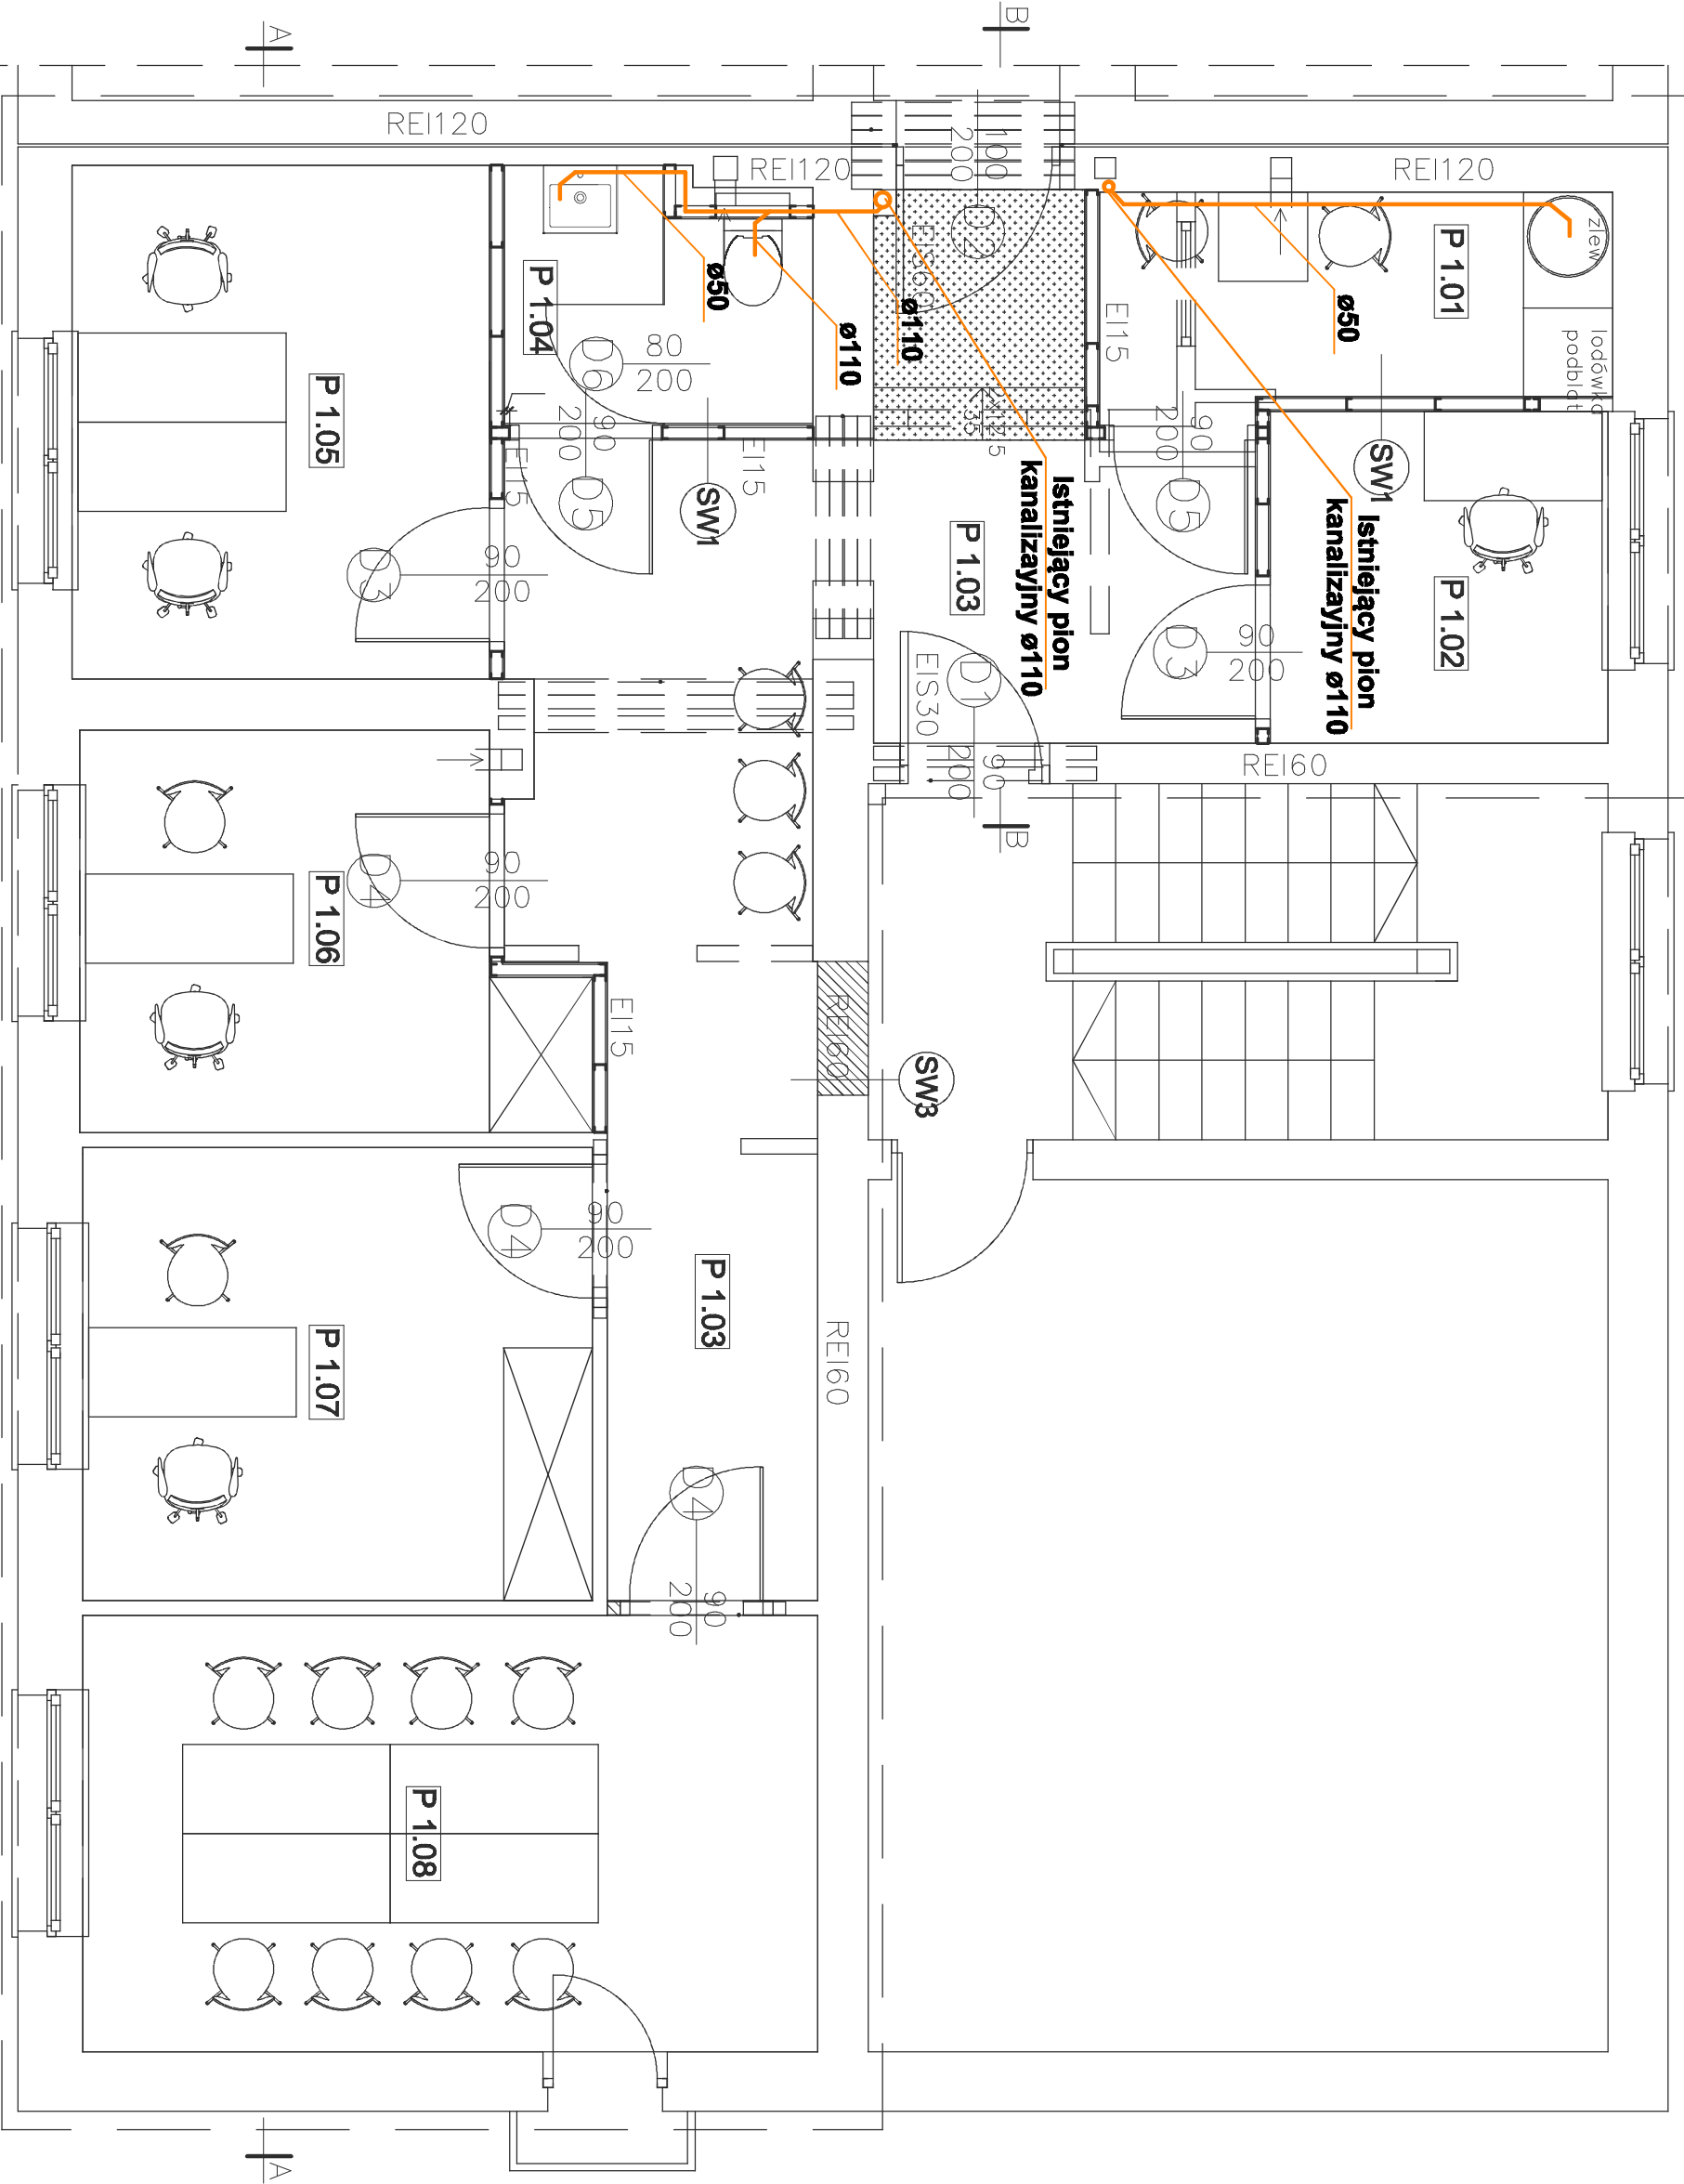 A
B
REI120
REI120
REI120
100
200
D2
EIS60
zlew
P 1.01
lodówka
podblat
ø50
EI15
ø50
ø110
ø110
P 1.04
D6
80
200
90
200
D5
EI15
EI15
SW1
P 1.05
D3
90
200
90
200
D5
SW1
Istniejący pion
kanalizayjny ø110
Istniejący pion
kanalizayjny ø110
P 1.03
P 1.02
D3
90
200
D1
EIS30
90
200
REI60
B
D4
90
200
P 1.06
EI15
REI60
SW3
D4
90
200
P 1.03
REI60
P 1.07
D4
90
200
P 1.08
A